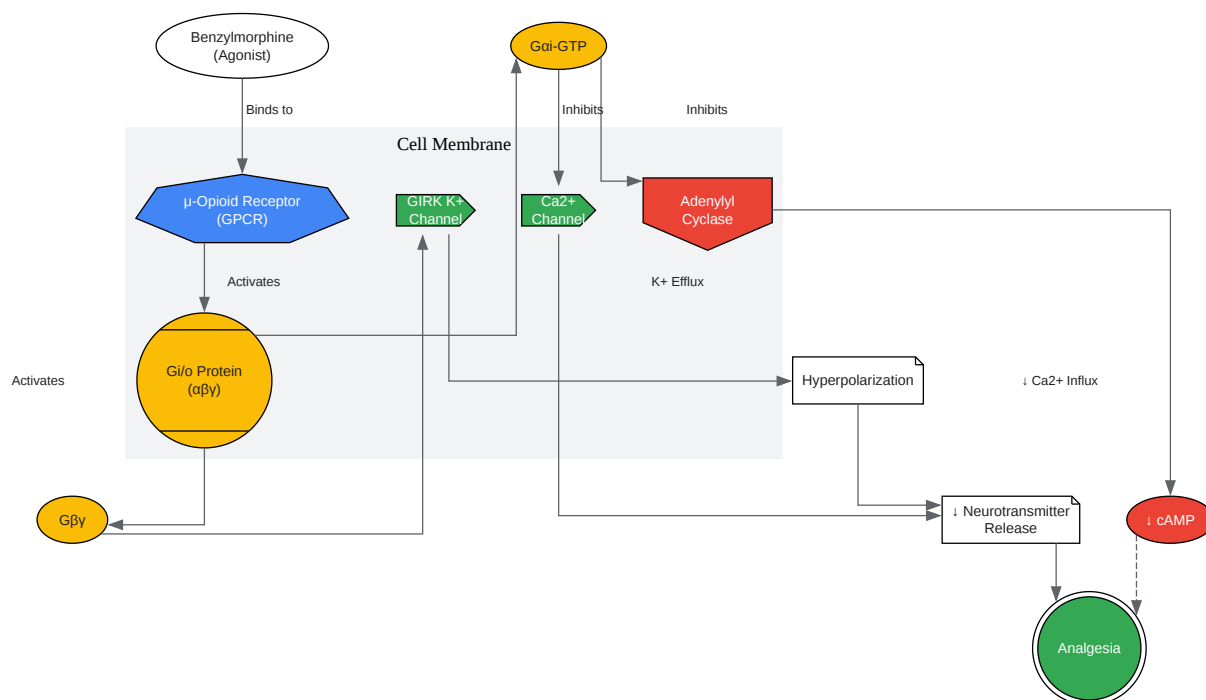 Benzylmorphine
(Agonist)
Gαi-GTP
Binds to
Inhibits
Inhibits
Cell Membrane
μ-Opioid Receptor
(GPCR)
GIRK K+
Channel
Ca2+
Channel
Adenylyl
Cyclase
Activates
K+ Efflux
Gi/o Protein
(αβγ)
Activates
Hyperpolarization
↓ Ca2+ Influx
Gβγ
↓ Neurotransmitter
Release
↓ cAMP
Analgesia